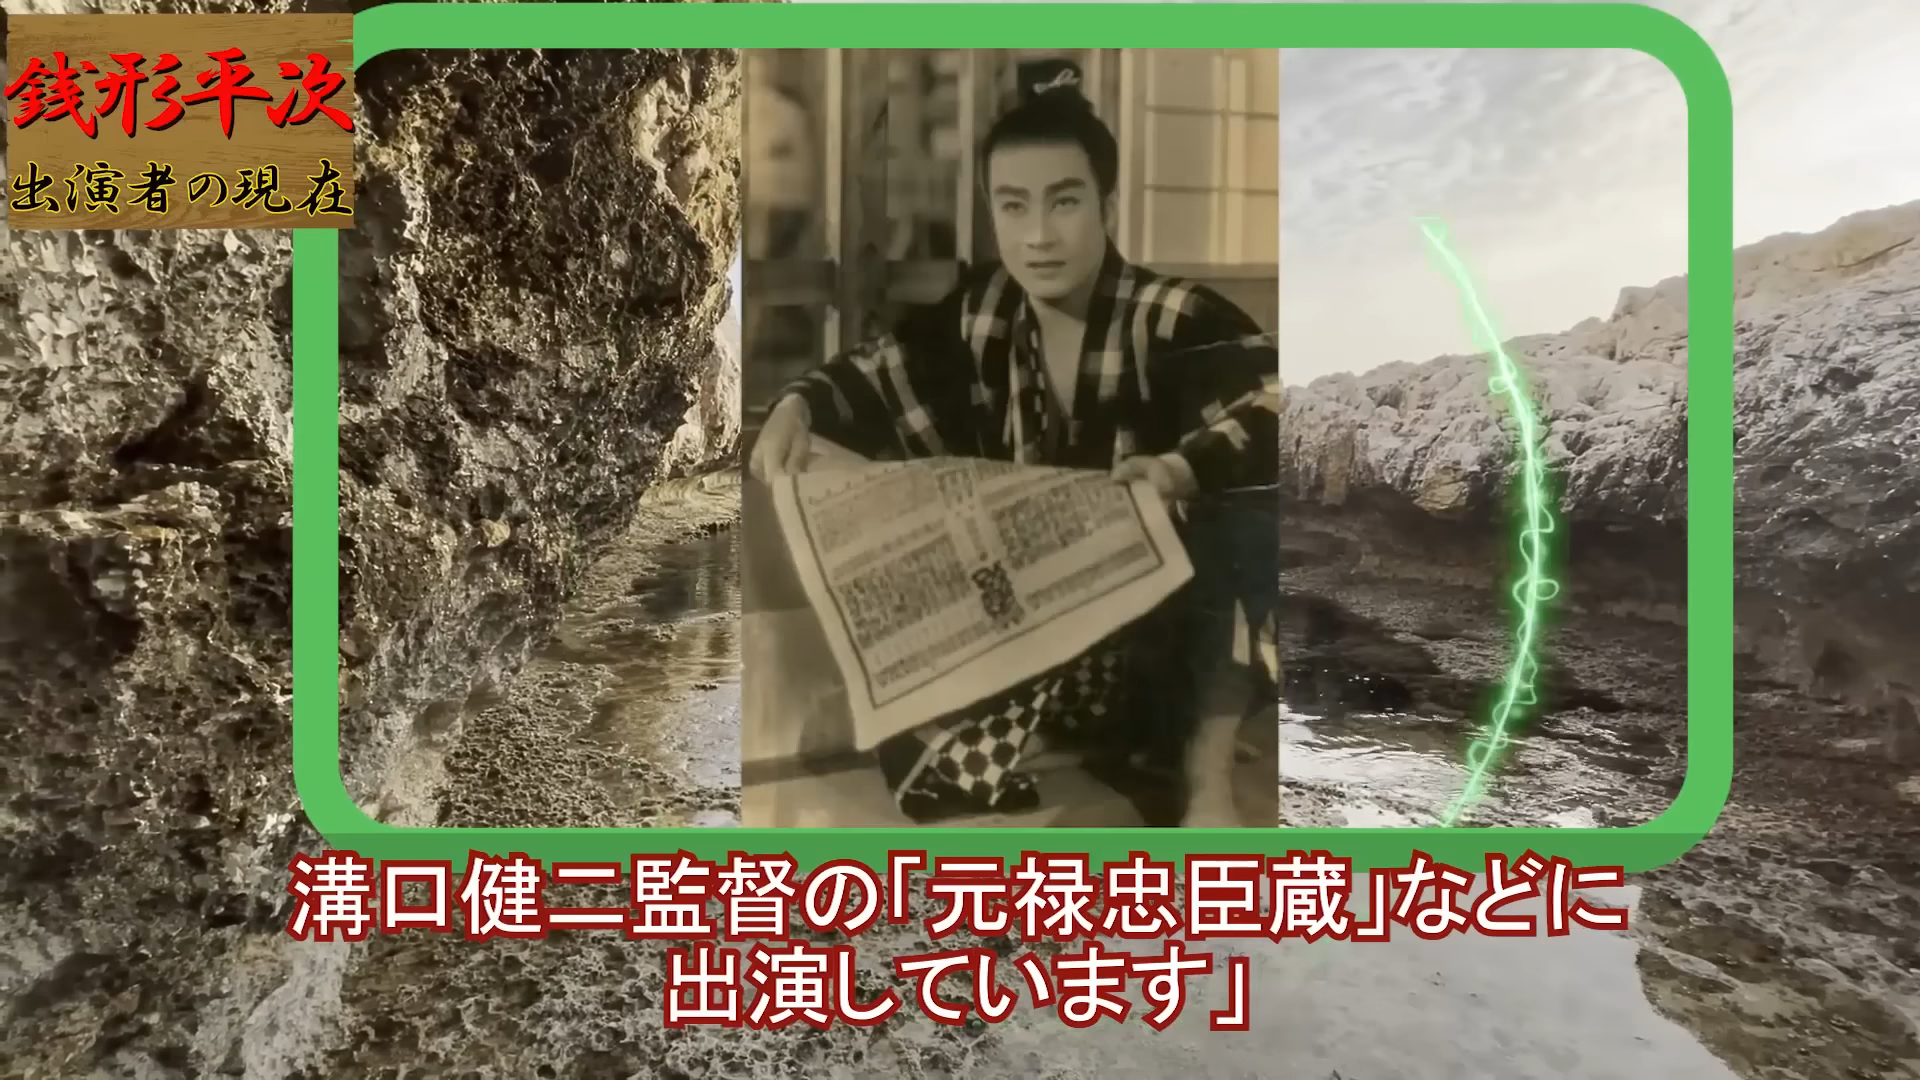 銭形平次
出演者の現在
溝口健二監督の｢元禄忠臣蔵｣などに
出演しています｣